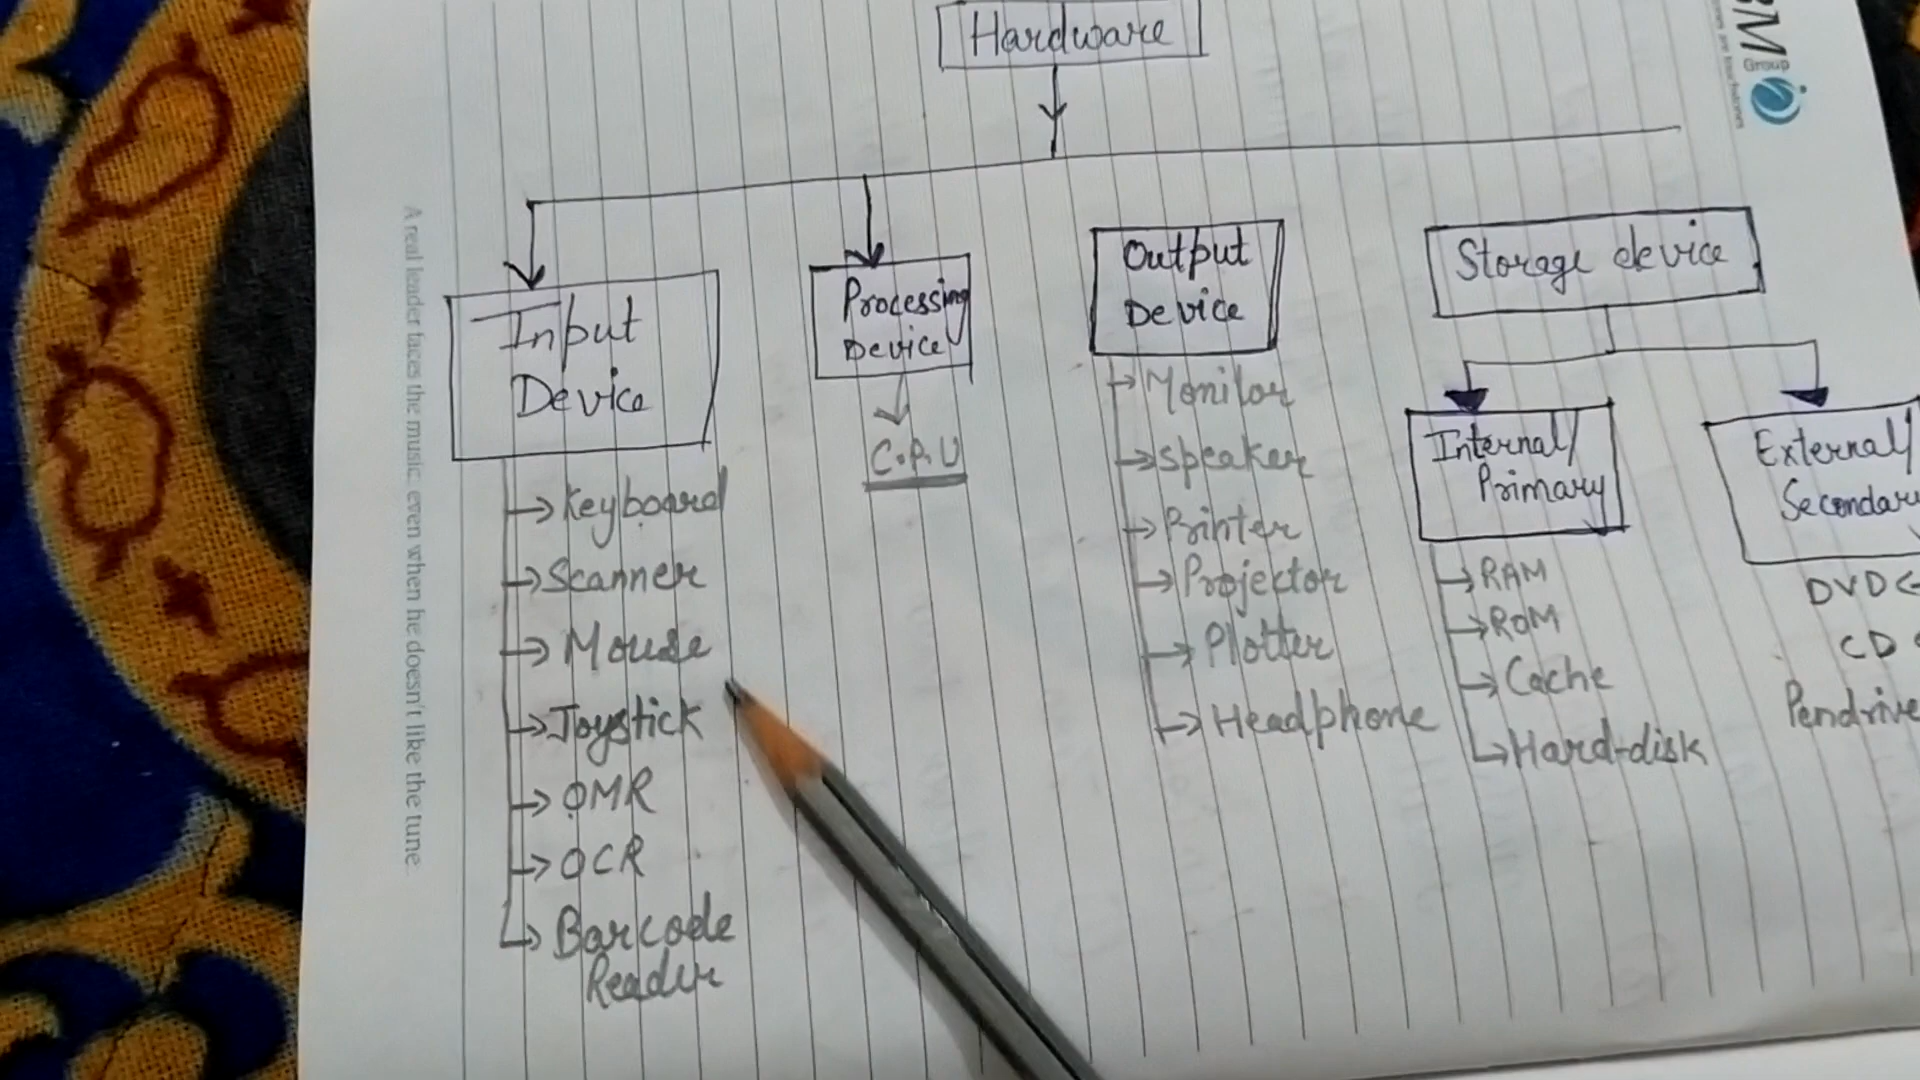 Hardware
Input
Device
Keyboard
Scanner
Mouse
Joystick
OMR
OCR
Barcode
Reader
Processing
Device
C.P.U
Output
Device
Monitor
Speaker
Printer
Projector
Plotter
Headphone
Storage device
Internal/
Primary
RAM
ROM
Cache
Hard-disk
External/
Secondary
DVD
CD
Pendrive
Group
A real leader faces the music, even when he doesn't like the tune.